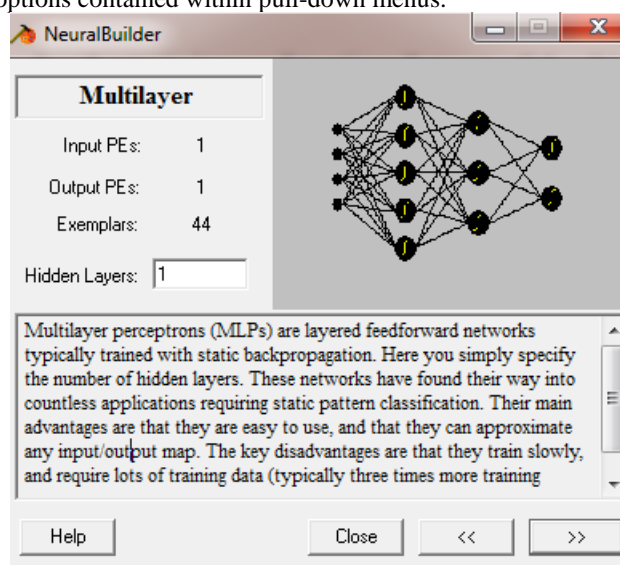 options contained within pull-down menus.
NeuralBuilder
Multilayer
Input PEs: 1
Output PEs: 1
Exemplars: 44
Hidden Layers: 1
Multilayer perceptrons (MLPs) are layered feedforward networks
typically trained with static backpropagation. Here you simply specify
the number of hidden layers. These networks have found their way into
countless applications requiring static pattern classification. Their main
advantages are that they are easy to use, and that they can approximate
any input/output map. The key disadvantages are that they train slowly,
and require lots of training data (typically three times more training
Help Close << >>